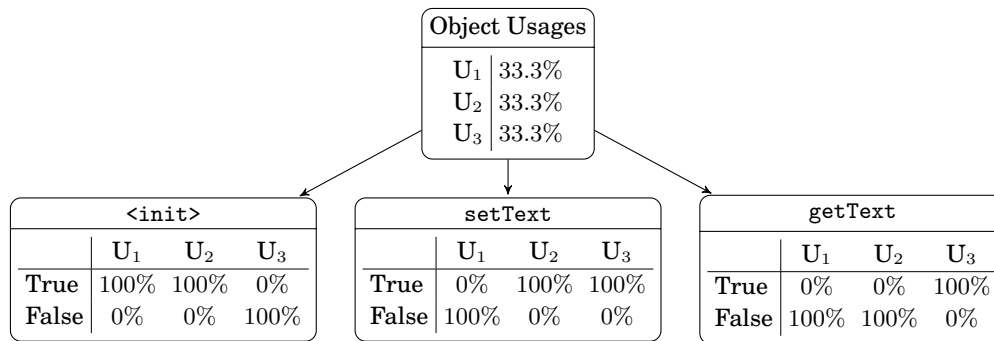 Object Usages
U1 33.3%
U2 33.3%
U3 33.3%
<init>
U1 U2 U3
True 100% 100% 0%
False 0% 0% 100%
setText
U1 U2 U3
True 0% 100% 100%
False 100% 0% 0%
getText
U1 U2 U3
True 0% 0% 100%
False 100% 100% 0%